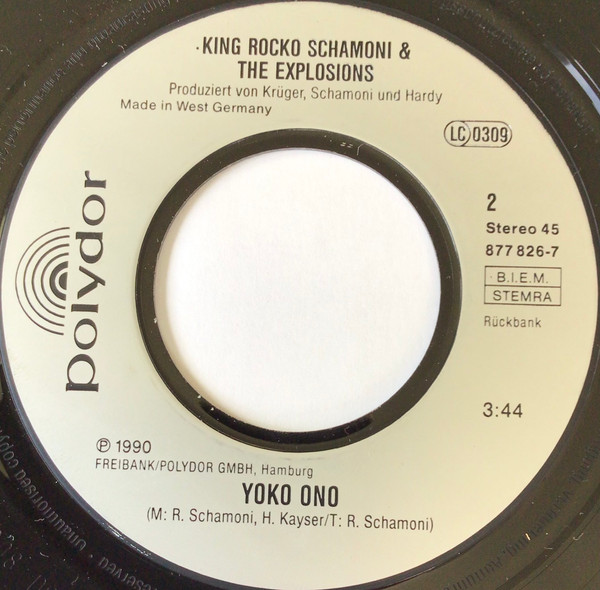 KING ROCKO SCHAMONI &
THE EXPLOSIONS
Produziert von Krüger, Schamoni und Hardy
Made in West Germany
LC 0309
polydor
2
Stereo 45
877 826-7
B.I.E.M.
STEMRA
Rückbank
3:44
℗ 1990
FREIBANK/POLYDOR GMBH, Hamburg
YOKO ONO
(M: R. Schamoni, H. Kayser/T: R. Schamoni)
Unauthorised copy